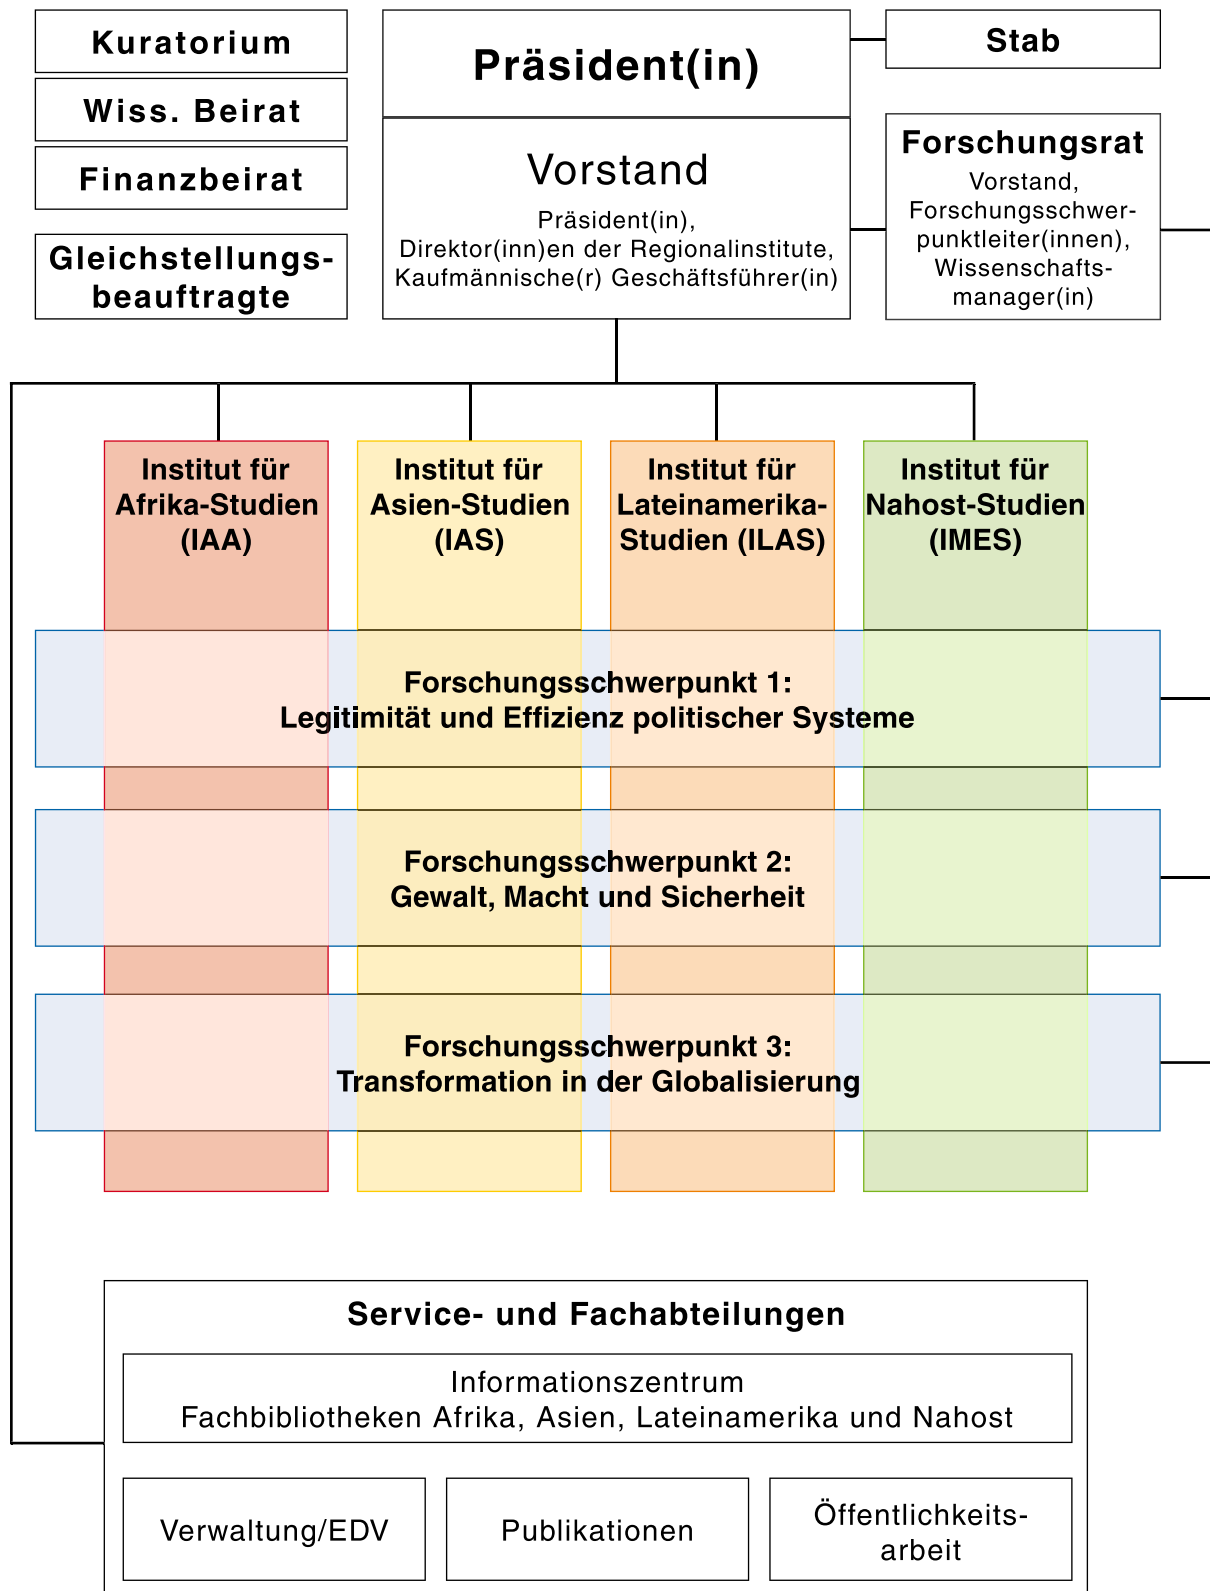 Kuratorium
Wiss. Beirat
Finanzbeirat
Gleichstellungs-
beauftragte
Präsident(in)
Vorstand
Präsident(in),
Direktor(inn)en der Regionalinstitute,
Kaufmännische(r) Geschäftsführer(in)
Stab
Forschungsrat
Vorstand,
Forschungsschwer-
punktleiter(innen),
Wissenschafts-
manager(in)
Institut für
Afrika-Studien
(IAA)
Institut für
Asien-Studien
(IAS)
Institut für
Lateinamerika-
Studien (ILAS)
Institut für
Nahost-Studien
(IMES)
Forschungsschwerpunkt 1:
Legitimität und Effizienz politischer Systeme
Forschungsschwerpunkt 2:
Gewalt, Macht und Sicherheit
Forschungsschwerpunkt 3:
Transformation in der Globalisierung
Service- und Fachabteilungen
Informationszentrum
Fachbibliotheken Afrika, Asien, Lateinamerika und Nahost
Verwaltung/EDV
Publikationen
Öffentlichkeits-
arbeit